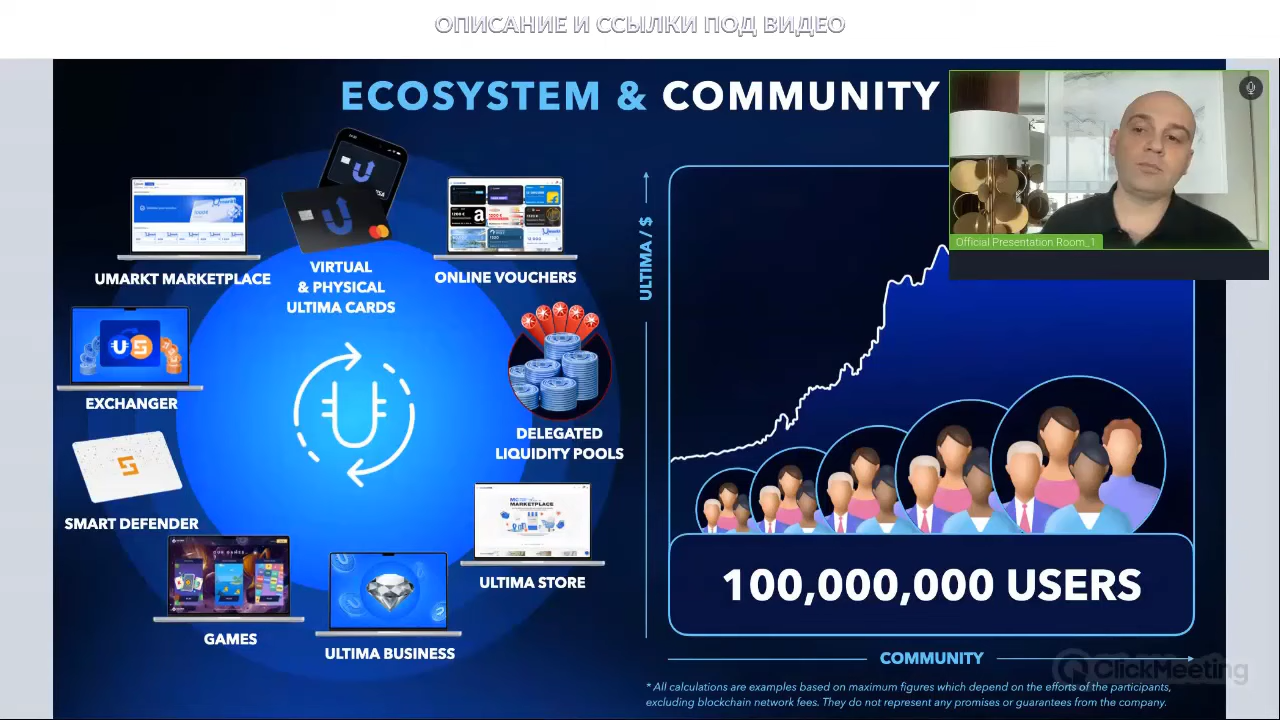 ОПИСАНИЕ И ССЫЛКИ ПОД ВИДЕО
ECOSYSTEM & COMMUNITY
Official Presentation Room_1
UMARKT MARKETPLACE
VIRTUAL
& PHYSICAL
ULTIMA CARDS
ONLINE VOUCHERS
EXCHANGER
DELEGATED
LIQUIDITY POOLS
SMART DEFENDER
ULTIMA STORE
GAMES
ULTIMA BUSINESS
ULTIMA / $
100,000,000 USERS
COMMUNITY
ClickMeeting
* All calculations are examples based on maximum figures which depend on the efforts of the participants,
excluding blockchain network fees. They do not represent any promises or guarantees from the company.